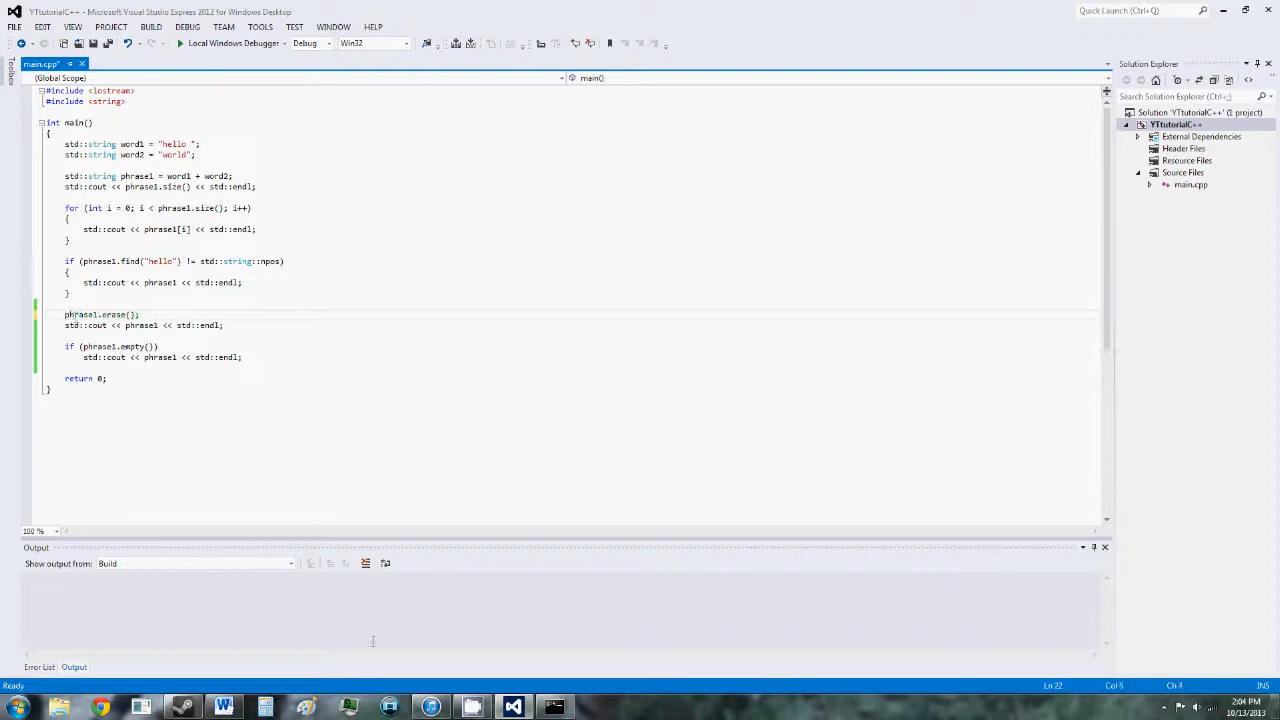 YTtutorialC++ - Microsoft Visual Studio Express 2012 for Windows Desktop
Quick Launch (Ctrl+Q)
FILE EDIT VIEW PROJECT BUILD DEBUG TEAM TOOLS TEST WINDOW HELP
Local Windows Debugger Debug Win32
Toolbox
main.cpp*
Solution Explorer
(Global Scope) main()
Search Solution Explorer (Ctrl+;)
Solution 'YTtutorialC++' (1 project)
YTtutorialC++
External Dependencies
Header Files
Resource Files
Source Files
main.cpp
#include <iostream>
#include <string>
int main()
{
std::string word1 = "hello ";
std::string word2 = "world";
std::string phrase1 = word1 + word2;
std::cout << phrase1.size() << std::endl;
for (int i = 0; i < phrase1.size(); i++)
{
std::cout << phrase1[i] << std::endl;
}
if (phrase1.find("hello") != std::string::npos)
{
std::cout << phrase1 << std::endl;
}
phrase1.erase();
std::cout << phrase1 << std::endl;
if (phrase1.empty())
std::cout << phrase1 << std::endl;
return 0;
}
100 %
Output
Show output from: Build
Error List Output
Ready Ln 22 INS
2:04 PM
10/13/2013